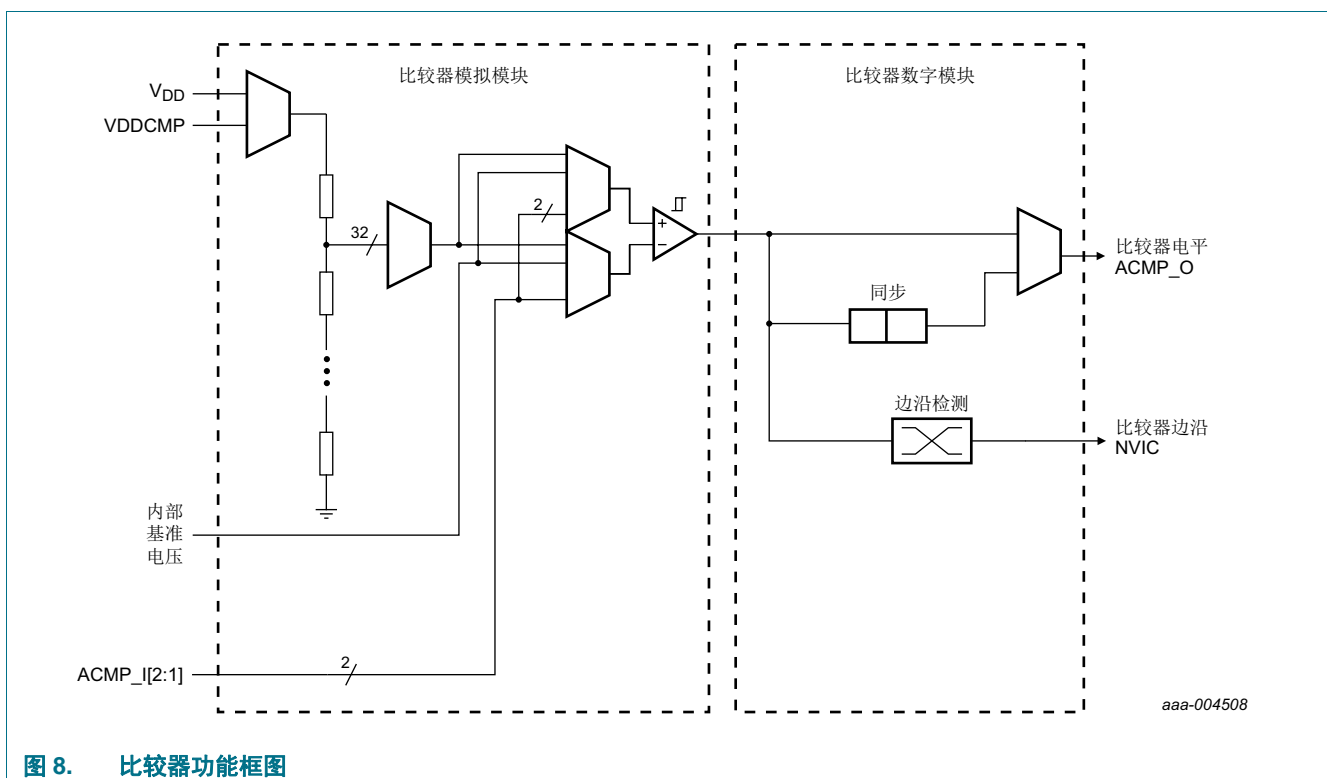 比较器模拟模块
比较器数字模块
VDD
VDDCMP
32
2
同步
边沿检测
比较器电平
ACMP_O
比较器边沿
NVIC
内部
基准
电压
ACMP_I[2:1]
2
+
−
aaa-004508
图 8. 比较器功能框图